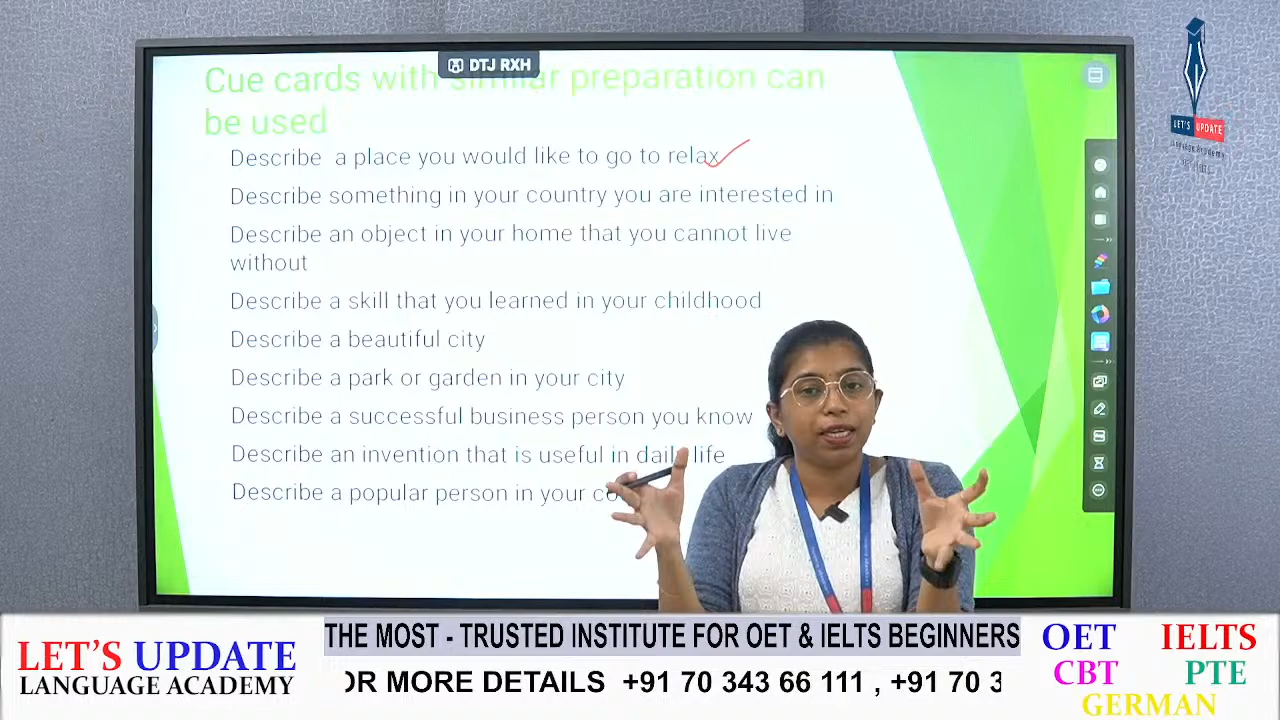 DTJ RXH
Cue cards with similar preparation can
be used
Describe a place you would like to go to relax
Describe something in your country you are interested in
Describe an object in your home that you cannot live
without
Describe a skill that you learned in your childhood
Describe a beautiful city
Describe a park or garden in your city
Describe a successful business person you know
Describe an invention that is useful in daily life
Describe a popular person in your
LET'S UPDATE
Language Academy
LET'S UPDATE
LANGUAGE ACADEMY
THE MOST - TRUSTED INSTITUTE FOR OET & IELTS BEGINNERS
OR MORE DETAILS +91 70 343 66 111 , +91 70 3
OET IELTS
CBT PTE
GERMAN